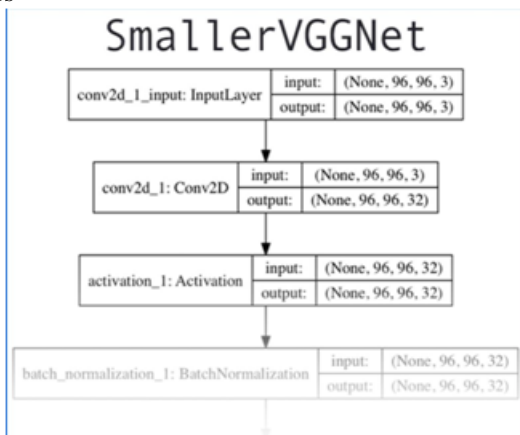 SmallerVGGNet
conv2d_1_input: InputLayer
input: (None, 96, 96, 3)
output: (None, 96, 96, 3)
conv2d_1: Conv2D
input: (None, 96, 96, 3)
output: (None, 96, 96, 32)
activation_1: Activation
input: (None, 96, 96, 32)
output: (None, 96, 96, 32)
batch_normalization_1: BatchNormalization
input: (None, 96, 96, 32)
output: (None, 96, 96, 32)